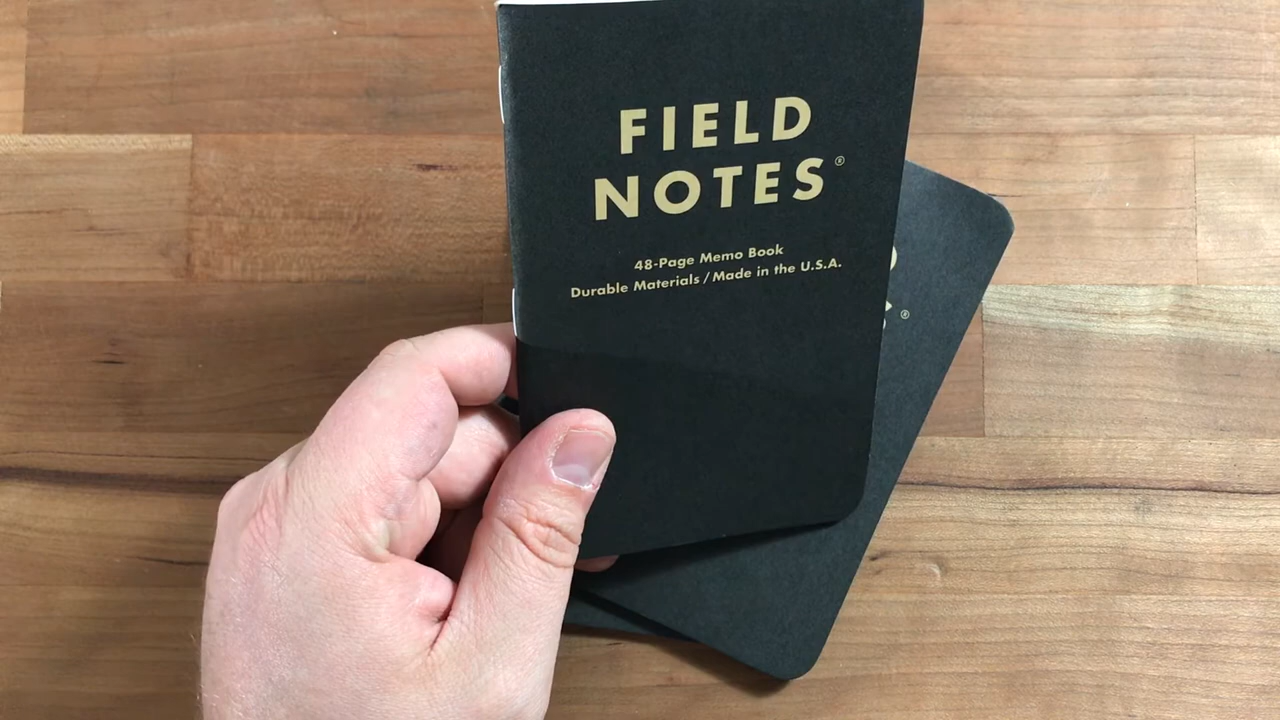 FIELD
NOTES®
48-Page Memo Book
Durable Materials / Made in the U.S.A.
®